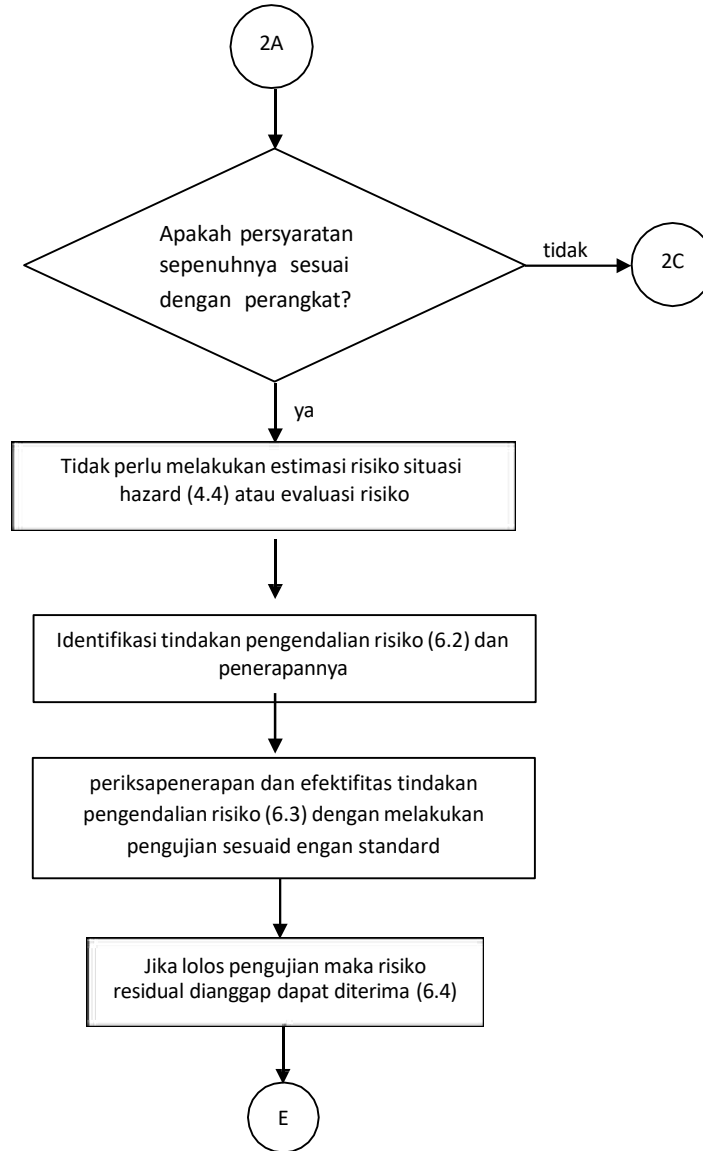 2A
Apakah persyaratan
sepenuhnya sesuai
dengan perangkat?
tidak
2C
ya
Tidak perlu melakukan estimasi risiko situasi
hazard (4.4) atau evaluasi risiko
Identifikasi tindakan pengendalian risiko (6.2) dan
penerapannya
periksapenerapan dan efektifitas tindakan
pengendalian risiko (6.3) dengan melakukan
pengujian sesuaid engan standard
Jika lolos pengujian maka risiko
residual dianggap dapat diterima (6.4)
E